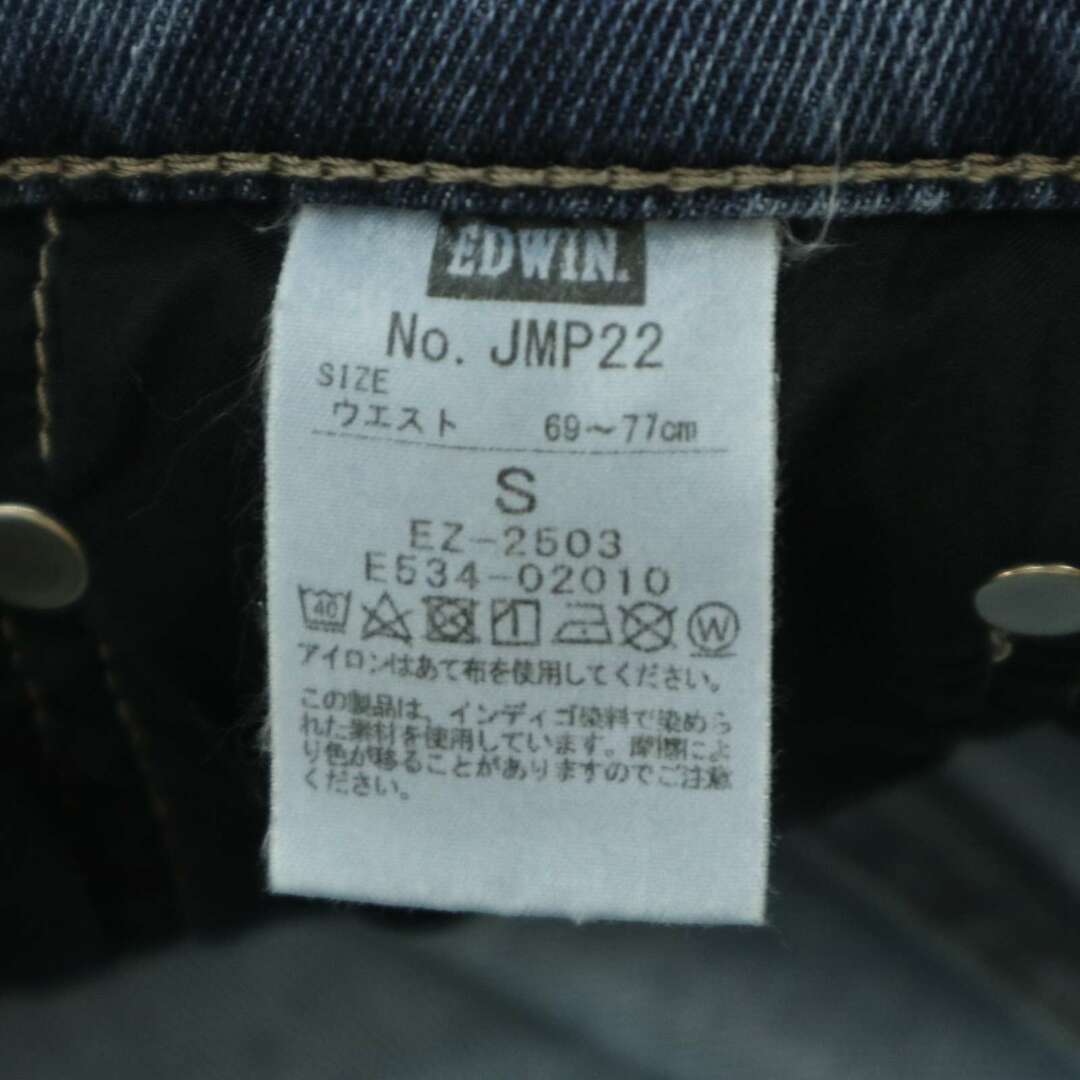 EDWIN.
No. JMP22
SIZE
ウエスト 69～77cm
S
EZ-2503
E534-02010
40 W
アイロンはあて布を使用してください。
この製品は、インディゴ染料で染めら
れた素材を使用しています。摩擦によ
り色が移ることがありますのでご注意
ください。